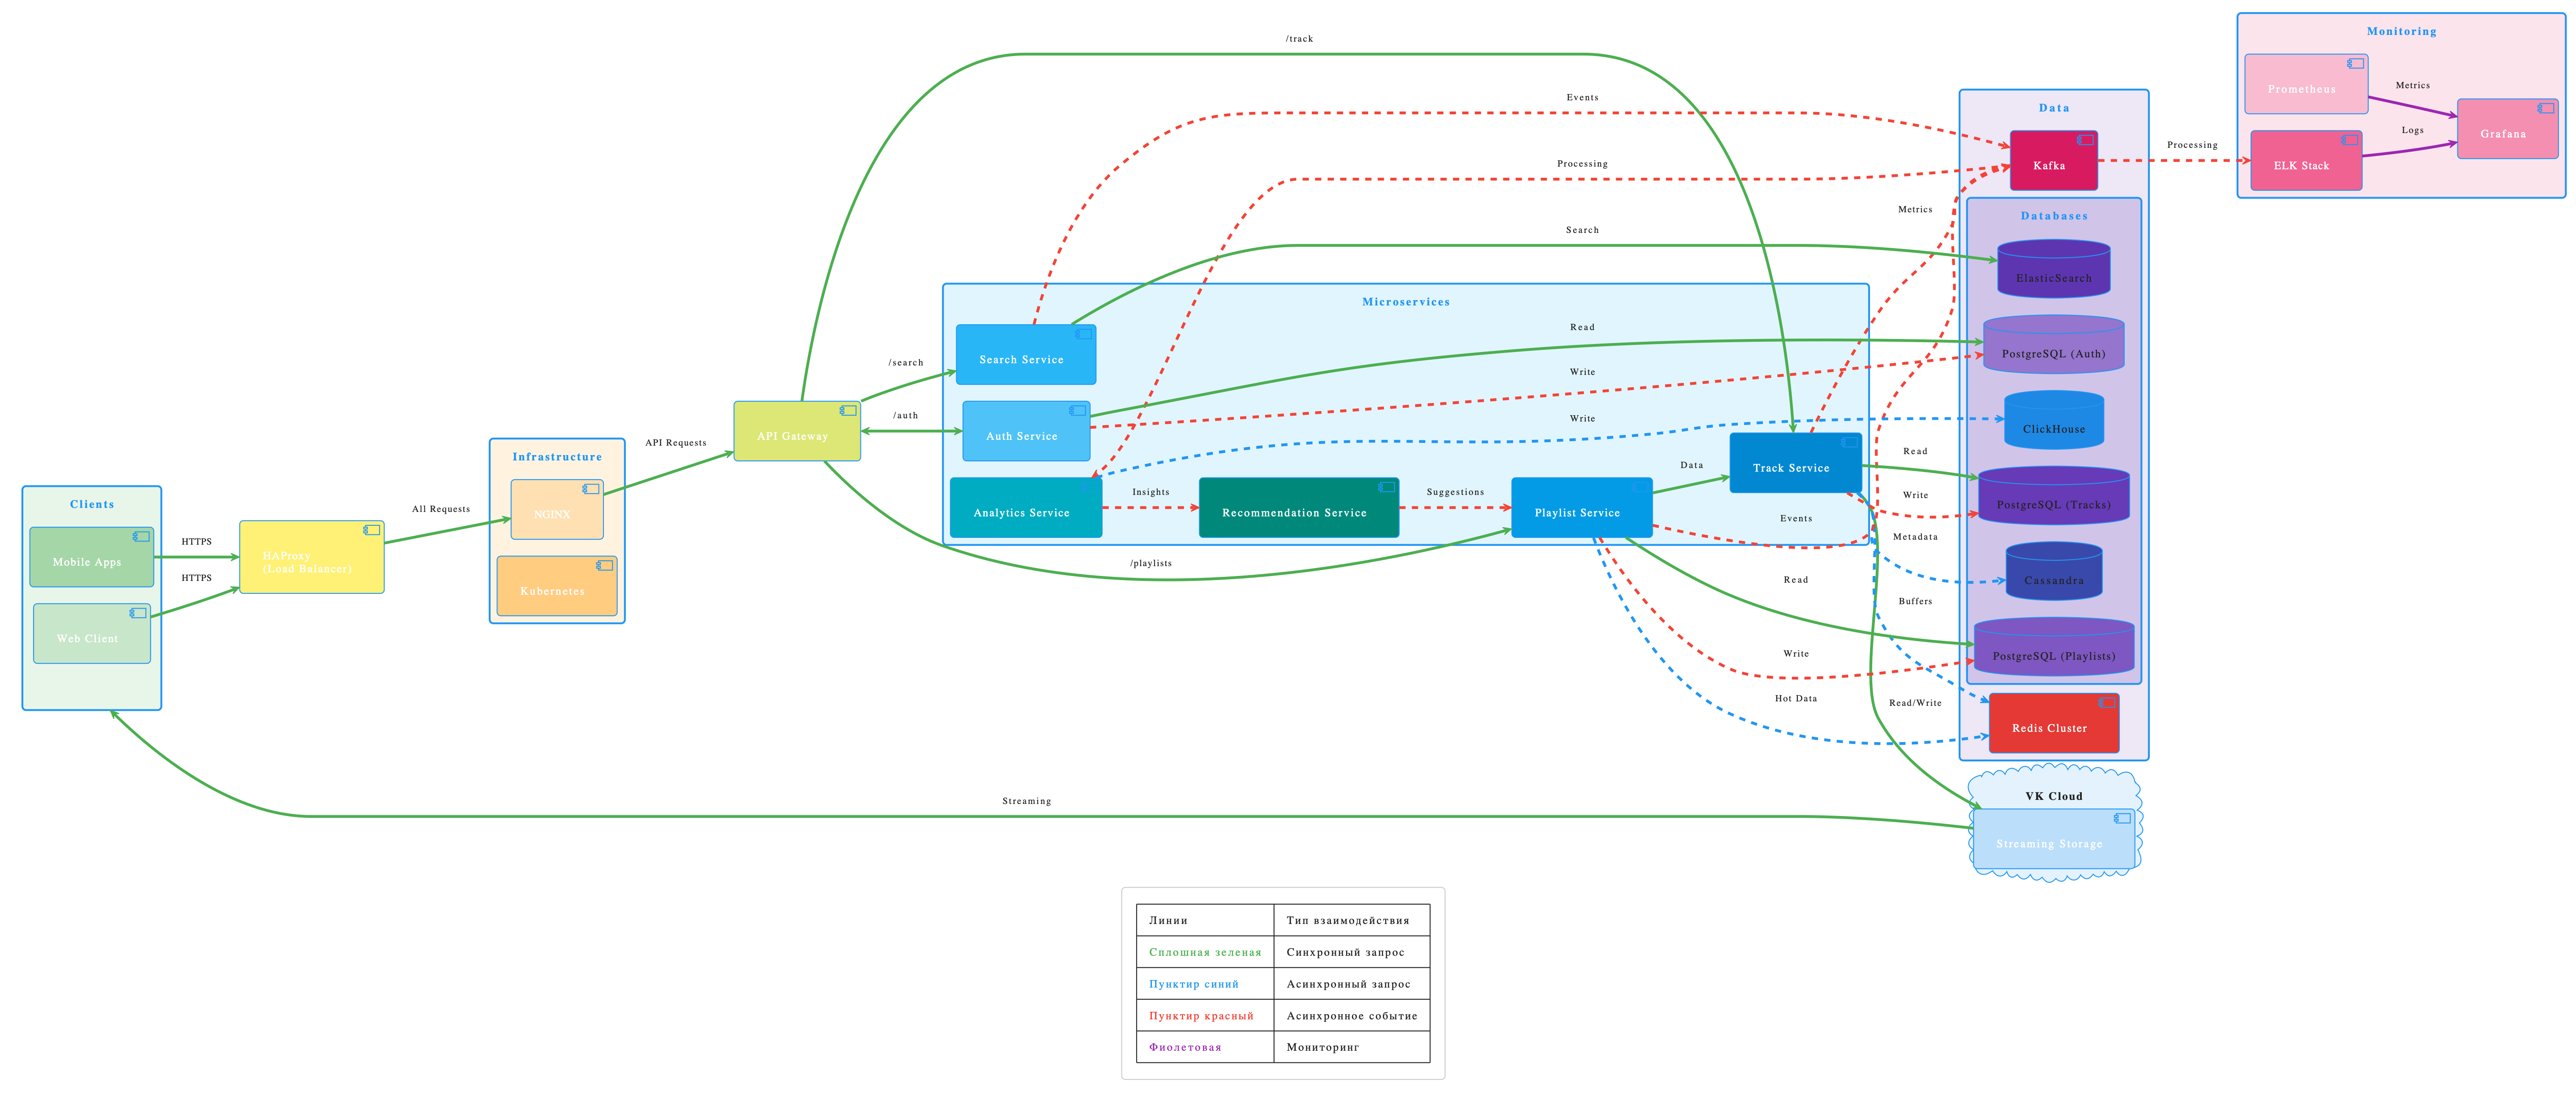 Clients
Mobile Apps
Web Client
HTTPS
HTTPS
HAProxy
(Load Balancer)
All Requests
Infrastructure
NGINX
Kubernetes
API Requests
API Gateway
/track
/search
/auth
/playlists
Microservices
Search Service
Auth Service
Analytics Service
Insights
Recommendation Service
Suggestions
Playlist Service
Data
Track Service
Events
Processing
Search
Read
Write
Write
Metrics
Read
Write
Events
Metadata
Read
Buffers
Write
Hot Data
Read/Write
Streaming
Data
Kafka
Databases
ElasticSearch
PostgreSQL (Auth)
ClickHouse
PostgreSQL (Tracks)
Cassandra
PostgreSQL (Playlists)
Redis Cluster
VK Cloud
Streaming Storage
Processing
Monitoring
Prometheus
Metrics
Grafana
Logs
ELK Stack
Линии Тип взаимодействия
Сплошная зеленая Синхронный запрос
Пунктир синий Асинхронный запрос
Пунктир красный Асинхронное событие
Фиолетовая Мониторинг